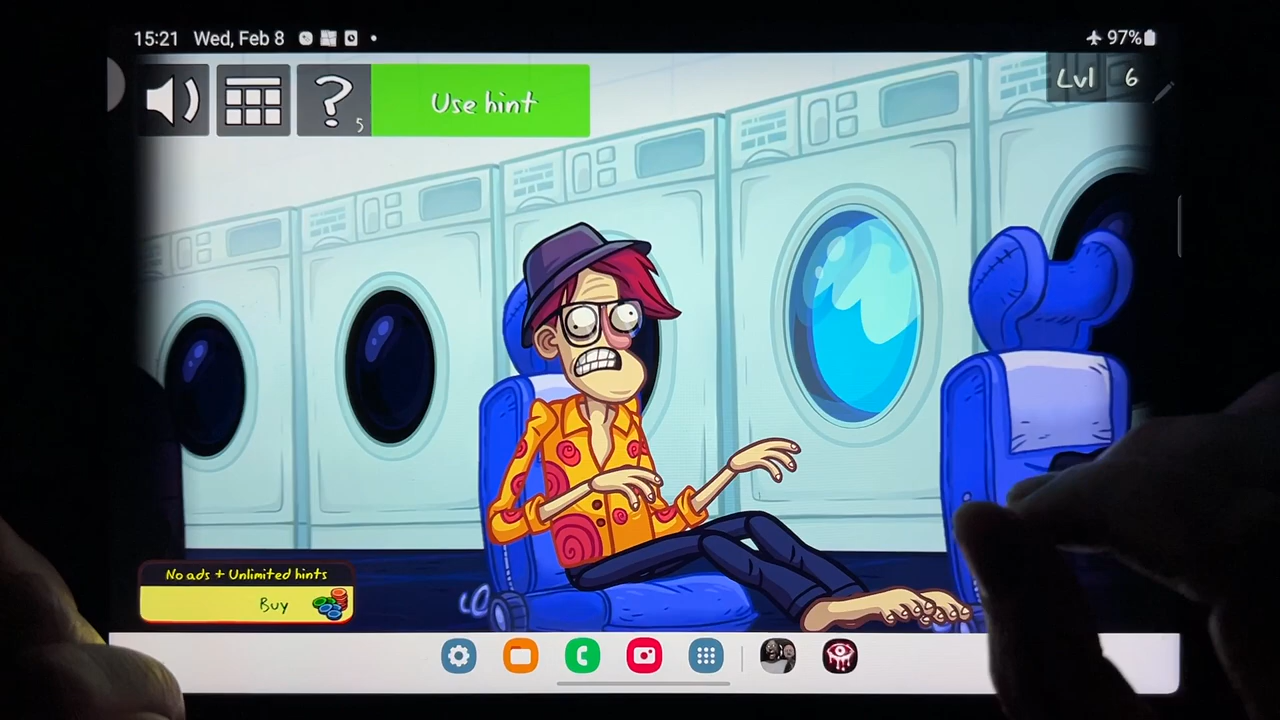 15:21 Wed, Feb 8
97%
Use hint
5
Lvl 6
No ads + Unlimited hints
Buy